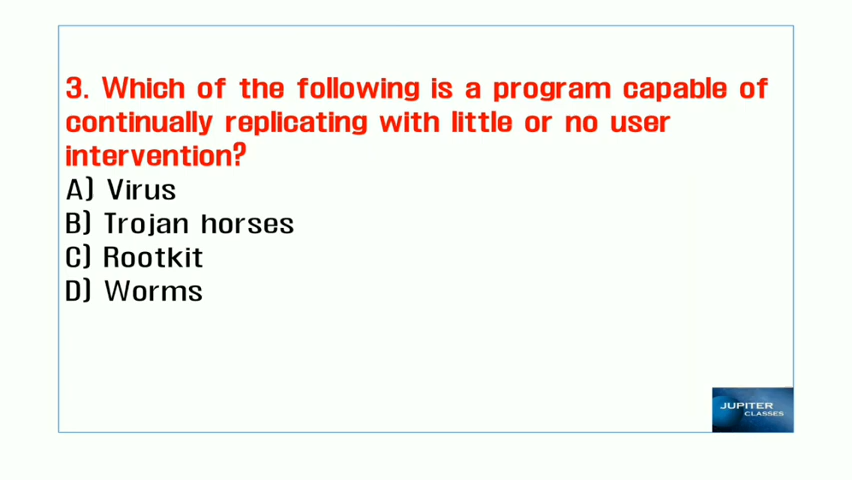 3. Which of the following is a program capable of
continually replicating with little or no user
intervention?
A) Virus
B) Trojan horses
C) Rootkit
D) Worms
JUPITER
CLASSES